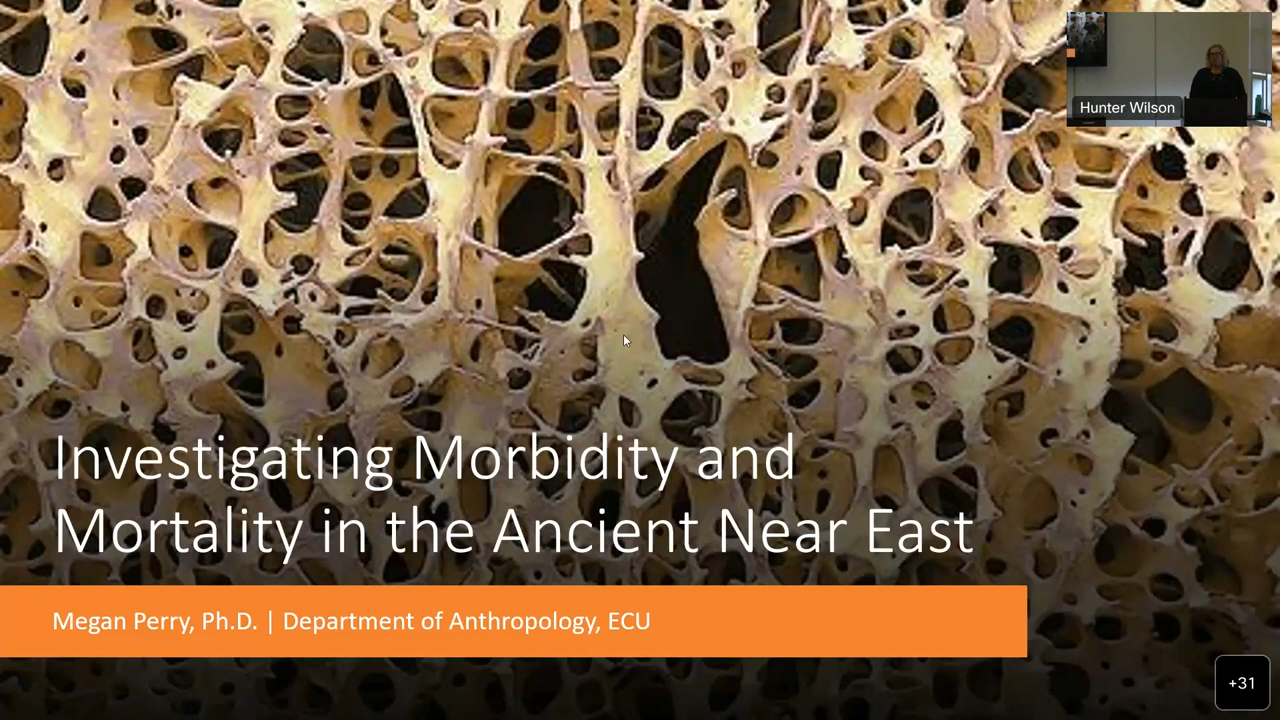 Hunter Wilson
Investigating Morbidity and
Mortality in the Ancient Near East
Megan Perry, Ph.D. | Department of Anthropology, ECU
+31